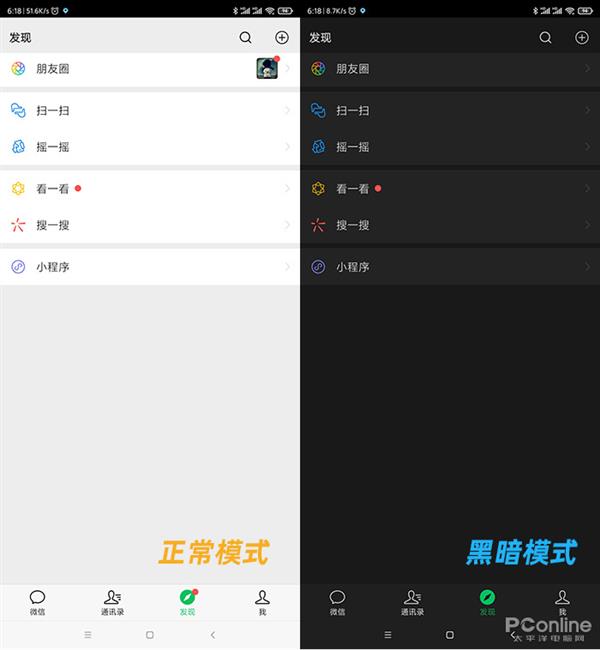 6:18 | 51.6K/s
96
发现
朋友圈
扫一扫
摇一摇
看一看
搜一搜
小程序
正常模式
微信
通讯录
发现
我
6:18 | 8.7K/s
96
发现
朋友圈
扫一扫
摇一摇
看一看
搜一搜
小程序
黑暗模式
微信
通讯录
发现
我
PConline
太平洋电脑网